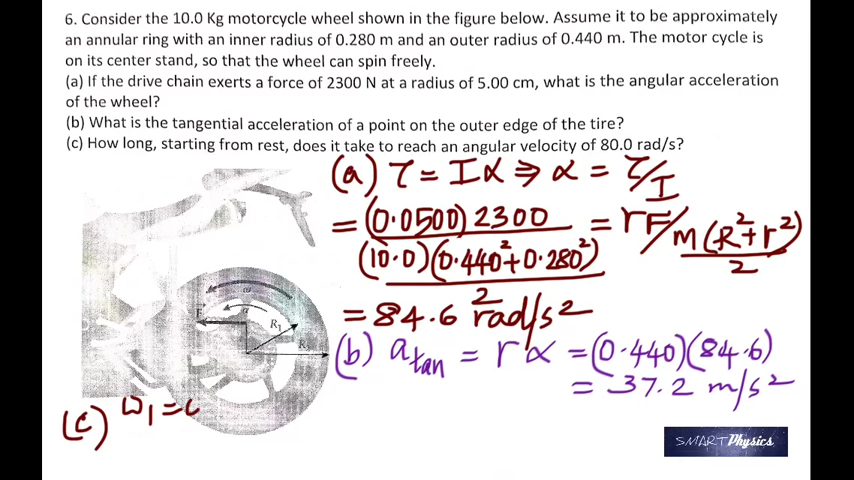 6. Consider the 10.0 Kg motorcycle wheel shown in the figure below. Assume it to be approximately
an annular ring with an inner radius of 0.280 m and an outer radius of 0.440 m. The motor cycle is
on its center stand, so that the wheel can spin freely.
(a) If the drive chain exerts a force of 2300 N at a radius of 5.00 cm, what is the angular acceleration
of the wheel?
(b) What is the tangential acceleration of a point on the outer edge of the tire?
(c) How long, starting from rest, does it take to reach an angular velocity of 80.0 rad/s?
(a) τ = Iα ⇒ α = τ/I
= (0.0500) 2300 / (10.0)(0.440² + 0.280²) / 2 = rF / M(R² + r²) / 2
= 84.6 rad/s²
(b) a tan = rα = (0.440)(84.6)
= 37.2 m/s²
(c) ω₁ =
ω
α
F
R₁
R
SMART Physics